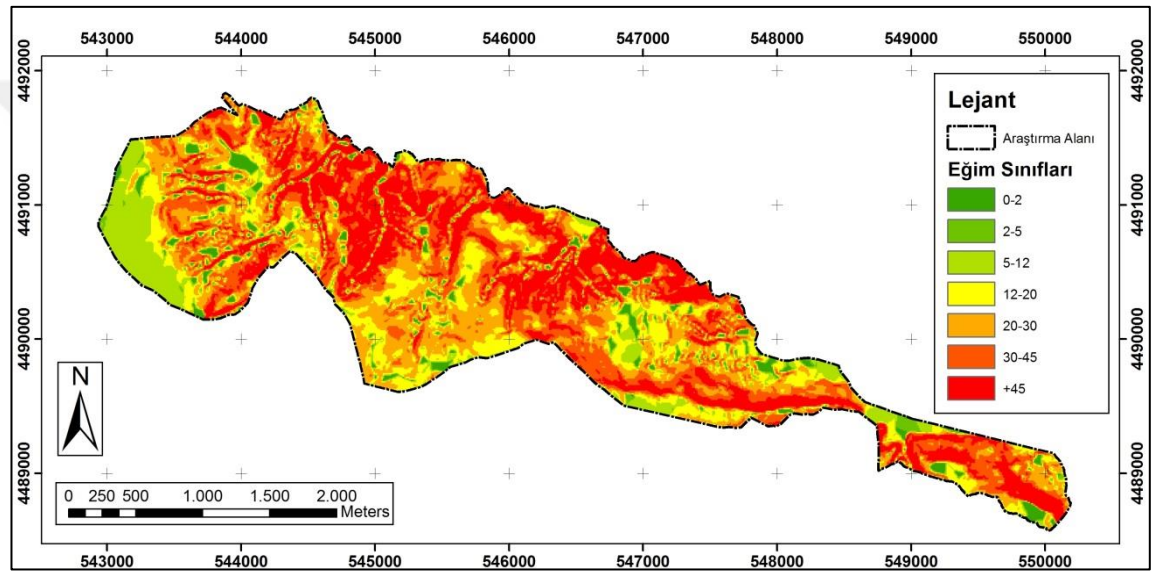 543000 544000 545000 546000 547000 548000 549000 550000
4492000 4492000
Lejant
Araştırma Alanı
Eğim Sınıfları
0-2
2-5
5-12
12-20
20-30
30-45
+45
4491000 4491000
4490000 4490000
N
4489000 4489000
0 250 500 1.000 1.500 2.000
Meters
543000 544000 545000 546000 547000 548000 549000 550000